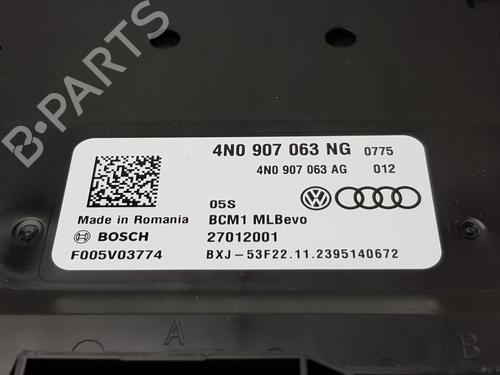 4N0 907 063 NG 0775
4N0 907 063 AG 012
05S
Made in Romania BCM1 MLBevo
BOSCH 27012001
F005V03774 BXJ-53F22.11.2395140672
A
B
B-PARTS